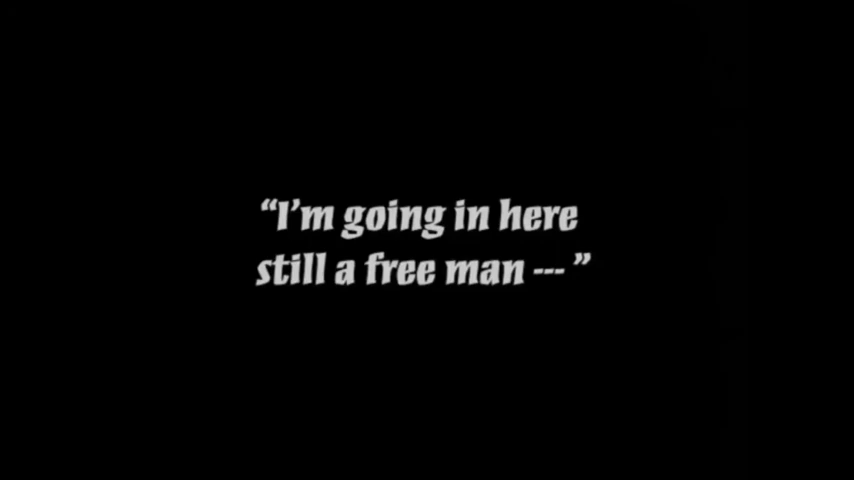 “I’m going in here
still a free man --- ”